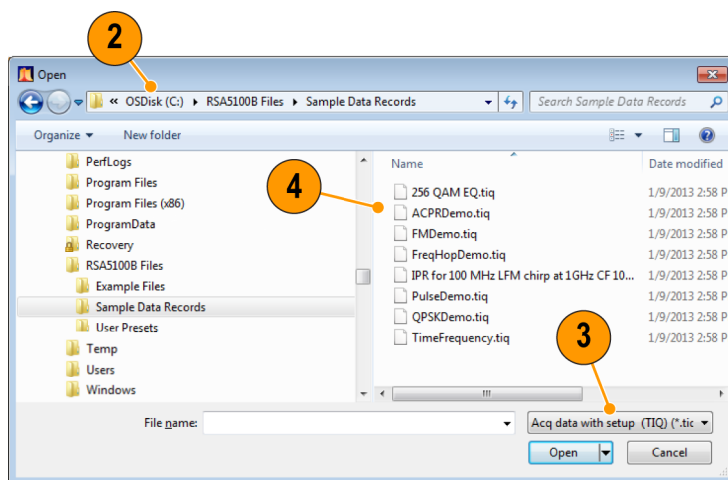 2
Open
« OSDisk (C:) RSA5100B Files Sample Data Records
Search Sample Data Records
Organize New folder
PerfLogs
Program Files
Program Files (x86)
ProgramData
Recovery
RSA5100B Files
Example Files
Sample Data Records
User Presets
Temp
Users
Windows
4
Name Date modified
256 QAM EQ.tiq 1/9/2013 2:58 P
ACPRDemo.tiq 1/9/2013 2:58 P
FMDemo.tiq 1/9/2013 2:58 P
FreqHopDemo.tiq 1/9/2013 2:58 P
IPR for 100 MHz LFM chirp at 1GHz CF 10... 1/9/2013 2:58 P
PulseDemo.tiq 1/9/2013 2:58 P
QPSKDemo.tiq 1/9/2013 2:58 P
TimeFrequency.tiq 1/9/2013 2:58 P
3
File name: Acq data with setup (TIQ) (*.tic
Open Cancel